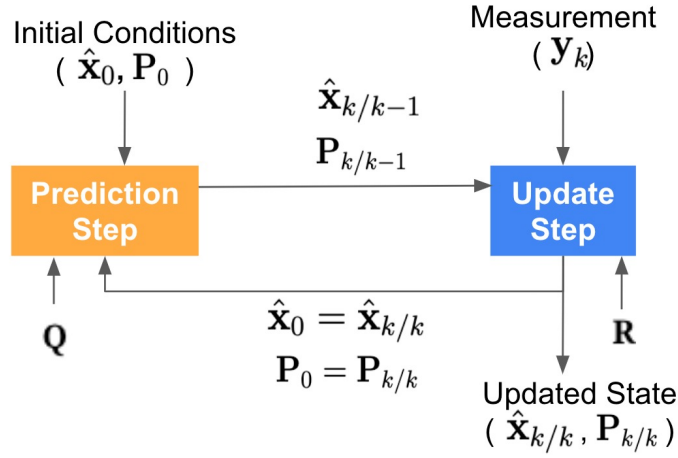 Initial Conditions
( x̂₀, P₀ )
Measurement
( yₖ)
x̂ₖ/ₖ₋₁
Pₖ/ₖ₋₁
Prediction
Step
Update
Step
Q
x̂₀ = x̂ₖ/ₖ
P₀ = Pₖ/ₖ
R
Updated State
( x̂ₖ/ₖ , Pₖ/ₖ )